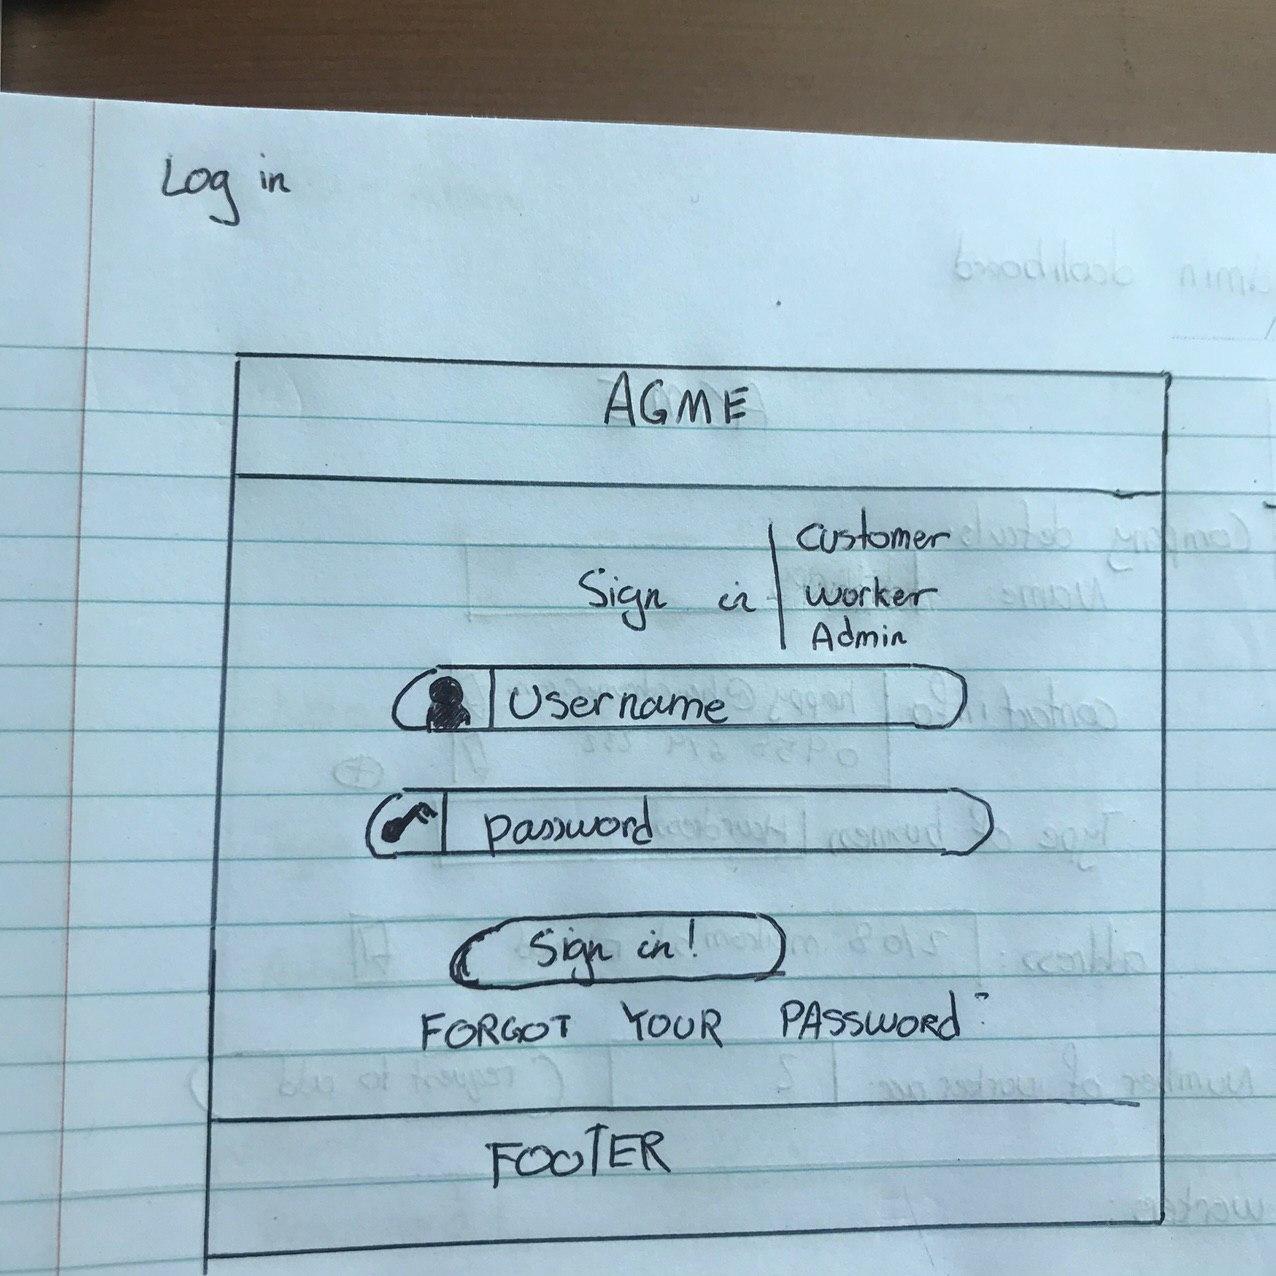 Log in
AGME
Customer
Sign in worker
Admin
Username
password
Sign in!
FORGOT YOUR PASSWORD?
FOOTER